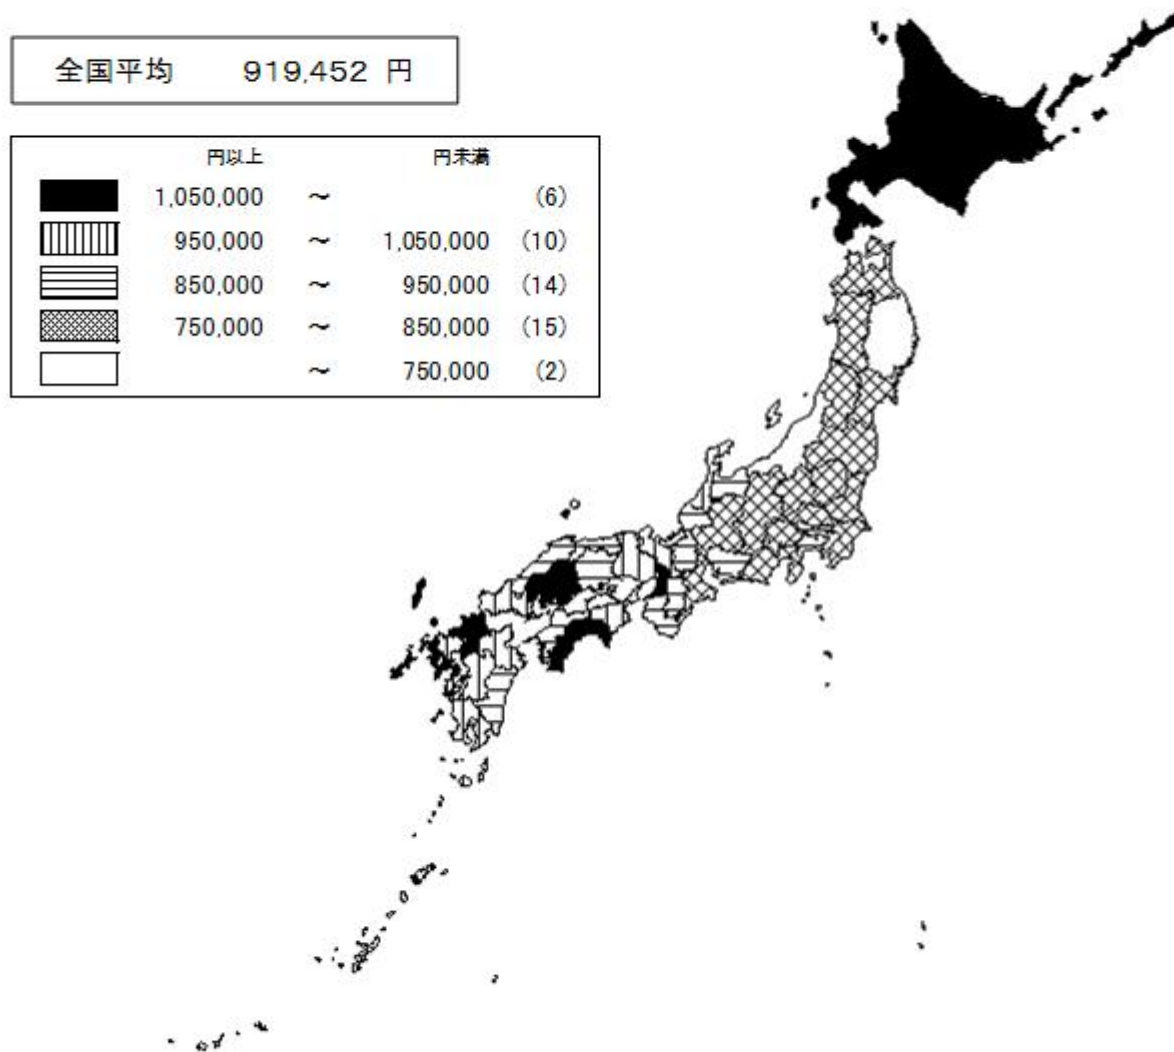 全国平均 919,452 円
円以上 円未満
1,050,000 ～ (6)
950,000 ～ 1,050,000 (10)
850,000 ～ 950,000 (14)
750,000 ～ 850,000 (15)
～ 750,000 (2)